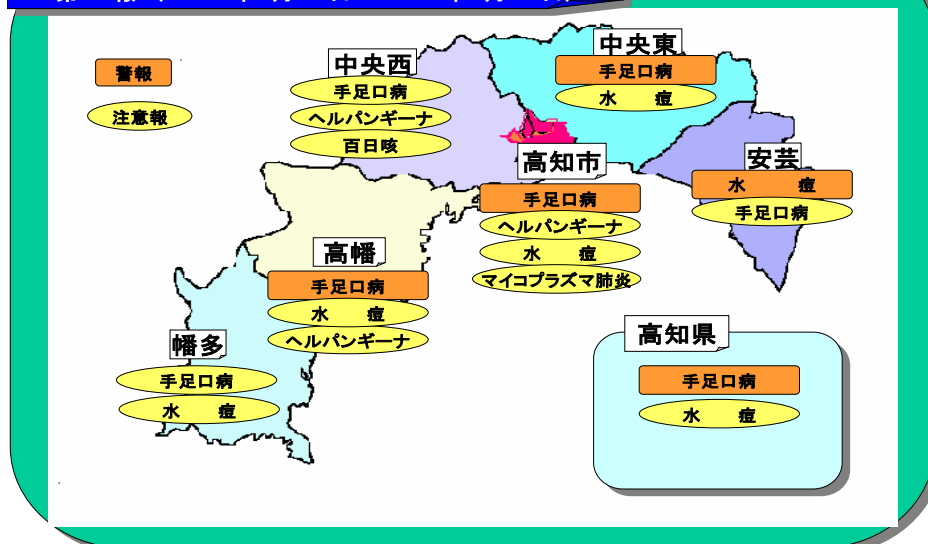 警報
注意報
中央西
手足口病
ヘルパンギーナ
百日咳
中央東
手足口病
水 痘
高知市
手足口病
ヘルパンギーナ
水 痘
マイコプラズマ肺炎
安芸
水 痘
手足口病
高幡
手足口病
水 痘
ヘルパンギーナ
幡多
手足口病
水 痘
高知県
手足口病
水 痘